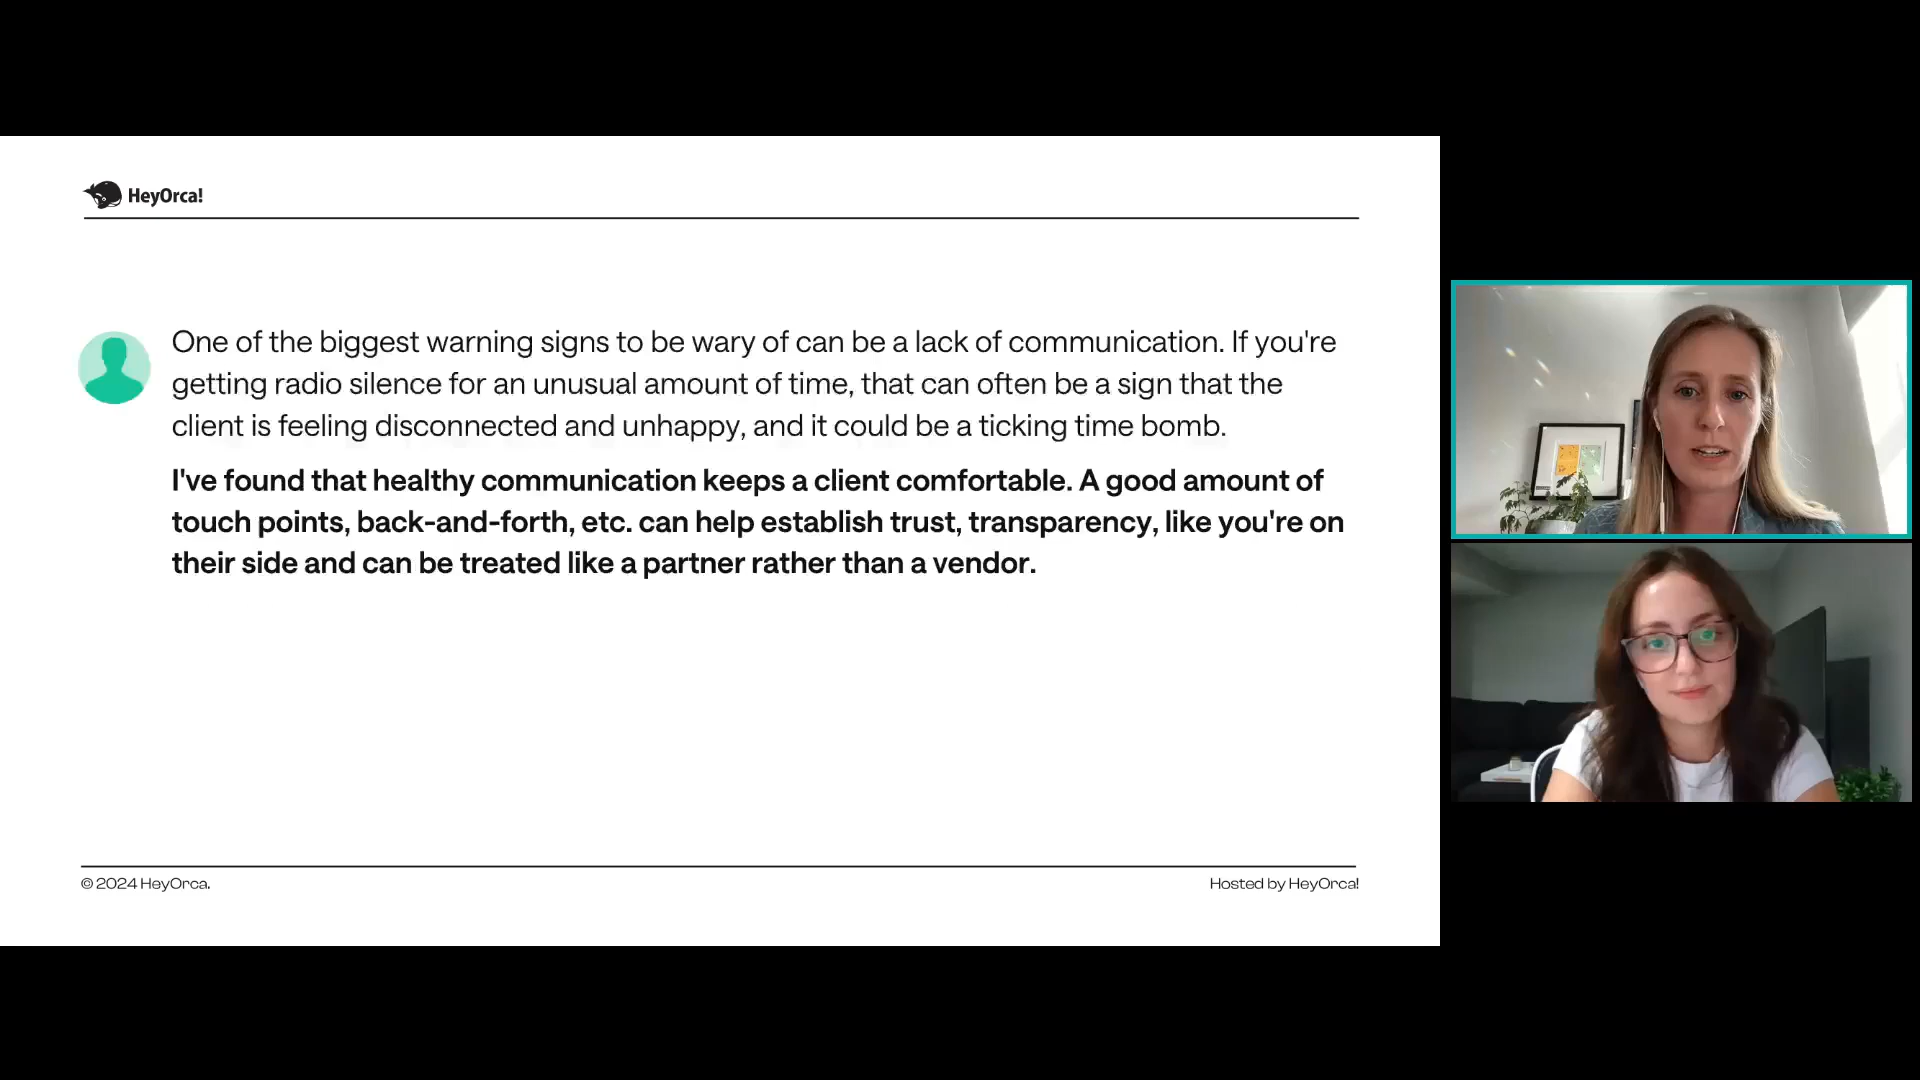 HeyOrca!
One of the biggest warning signs to be wary of can be a lack of communication. If you're
getting radio silence for an unusual amount of time, that can often be a sign that the
client is feeling disconnected and unhappy, and it could be a ticking time bomb.
I've found that healthy communication keeps a client comfortable. A good amount of
touch points, back-and-forth, etc. can help establish trust, transparency, like you're on
their side and can be treated like a partner rather than a vendor.
© 2024 HeyOrca.
Hosted by HeyOrca!